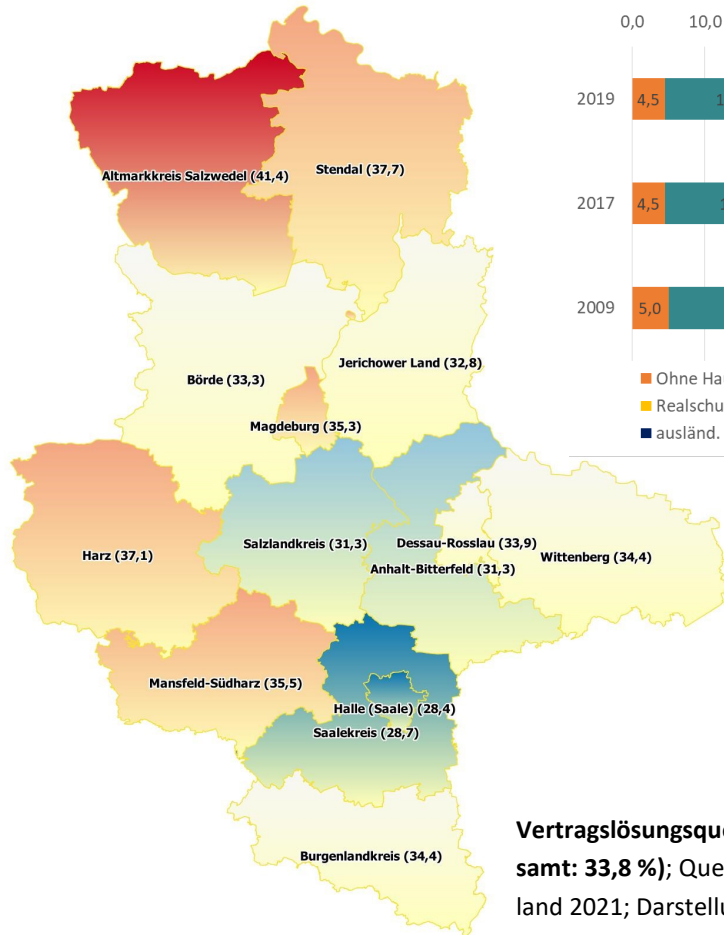 0,0 10,0
2019 4,5
2017 4,5
2009 5,0
Realschu
ausländ.
Altmarkkreis Salzwedel (41,4)
Stendal (37,7)
Börde (33,3)
Jerichower Land (32,8)
Magdeburg (35,3)
Harz (37,1)
Salzlandkreis (31,3)
Dessau-Rosslau (33,9)
Anhalt-Bitterfeld (31,3)
Wittenberg (34,4)
Mansfeld-Südharz (35,5)
Halle (Saale) (28,4)
Saalekreis (28,7)
Burgenlandkreis (34,4)
Vertragslösungsqu
samt: 33,8 %); Que
land 2021; Darstellu